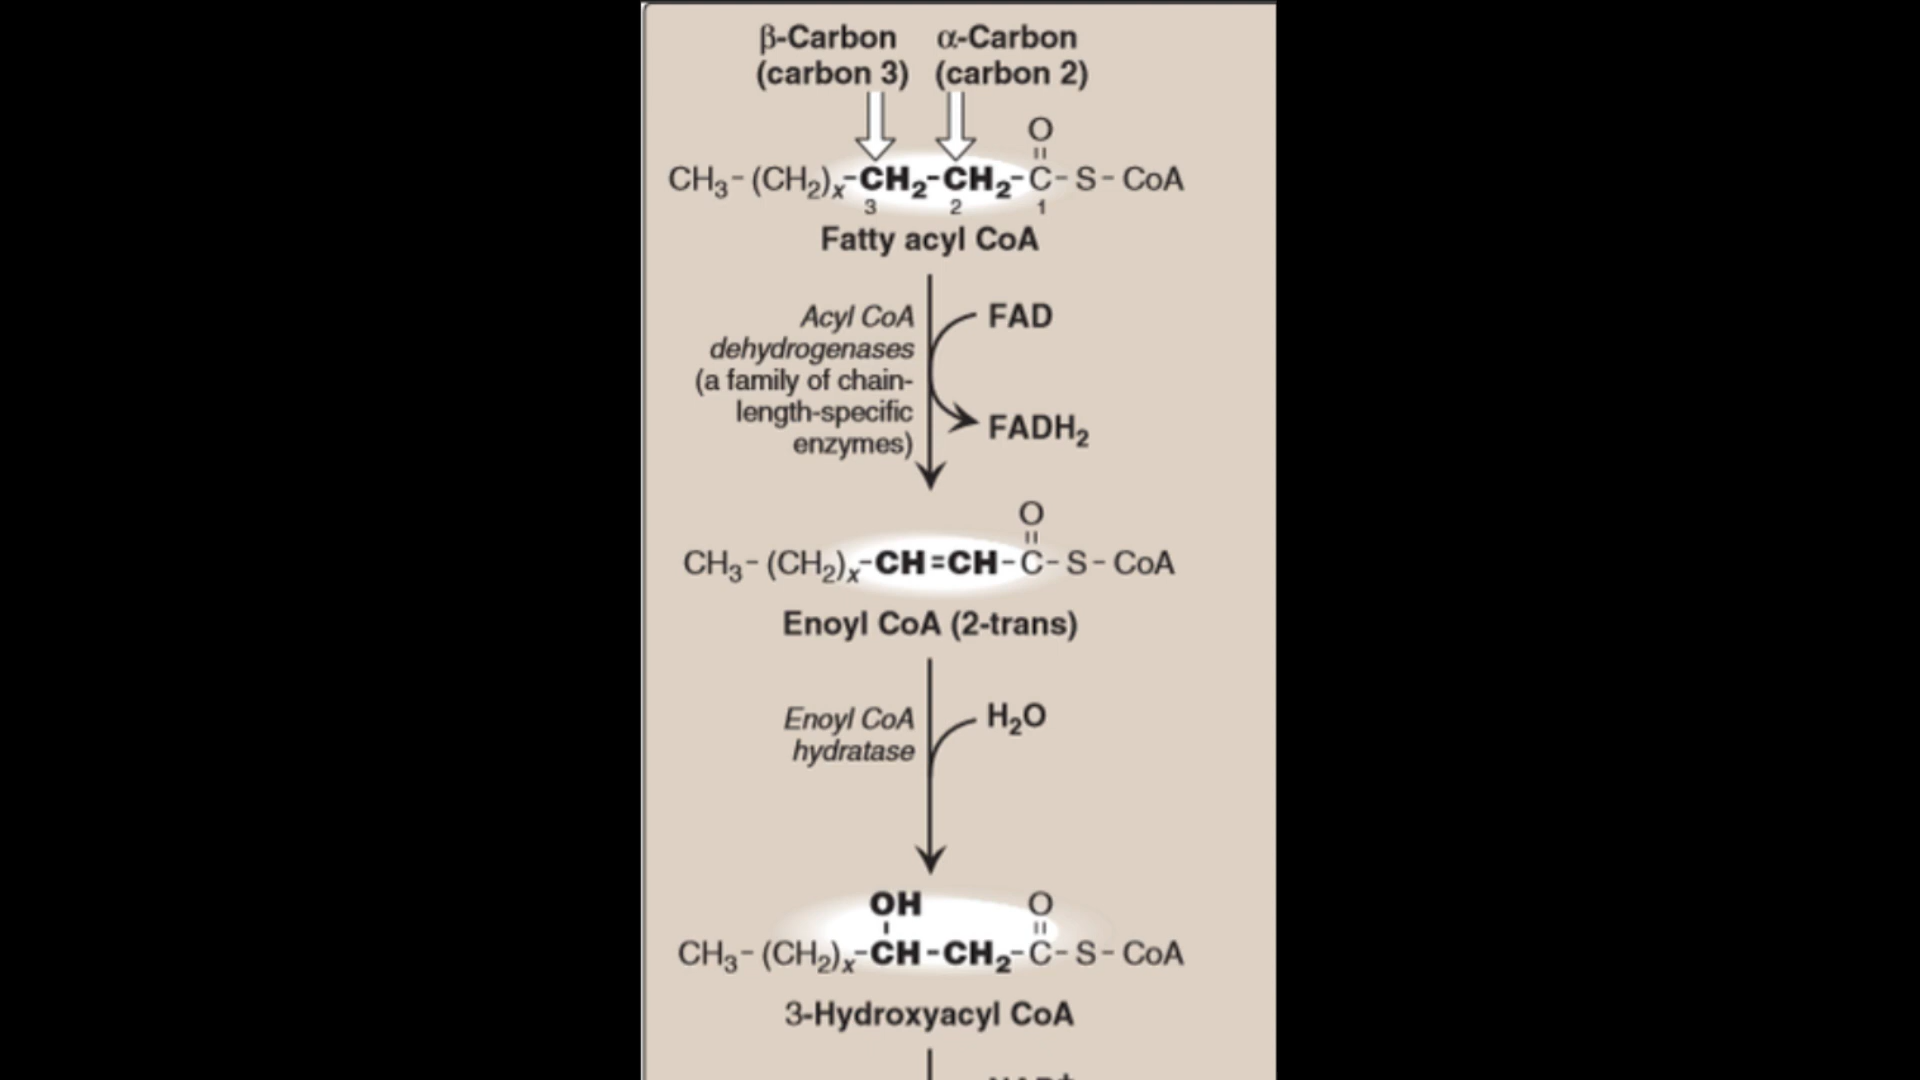 β-Carbon α-Carbon
(carbon 3) (carbon 2)
O
CH₃-(CH₂)ₓ-CH₂-CH₂-C-S-CoA
3 2 1
Fatty acyl CoA
Acyl CoA
dehydrogenases
(a family of chain-
length-specific
enzymes)
FAD
FADH₂
O
CH₃-(CH₂)ₓ-CH=CH-C-S-CoA
Enoyl CoA (2-trans)
Enoyl CoA
hydratase
H₂O
OH O
CH₃-(CH₂)ₓ-CH-CH₂-C-S-CoA
3-Hydroxyacyl CoA